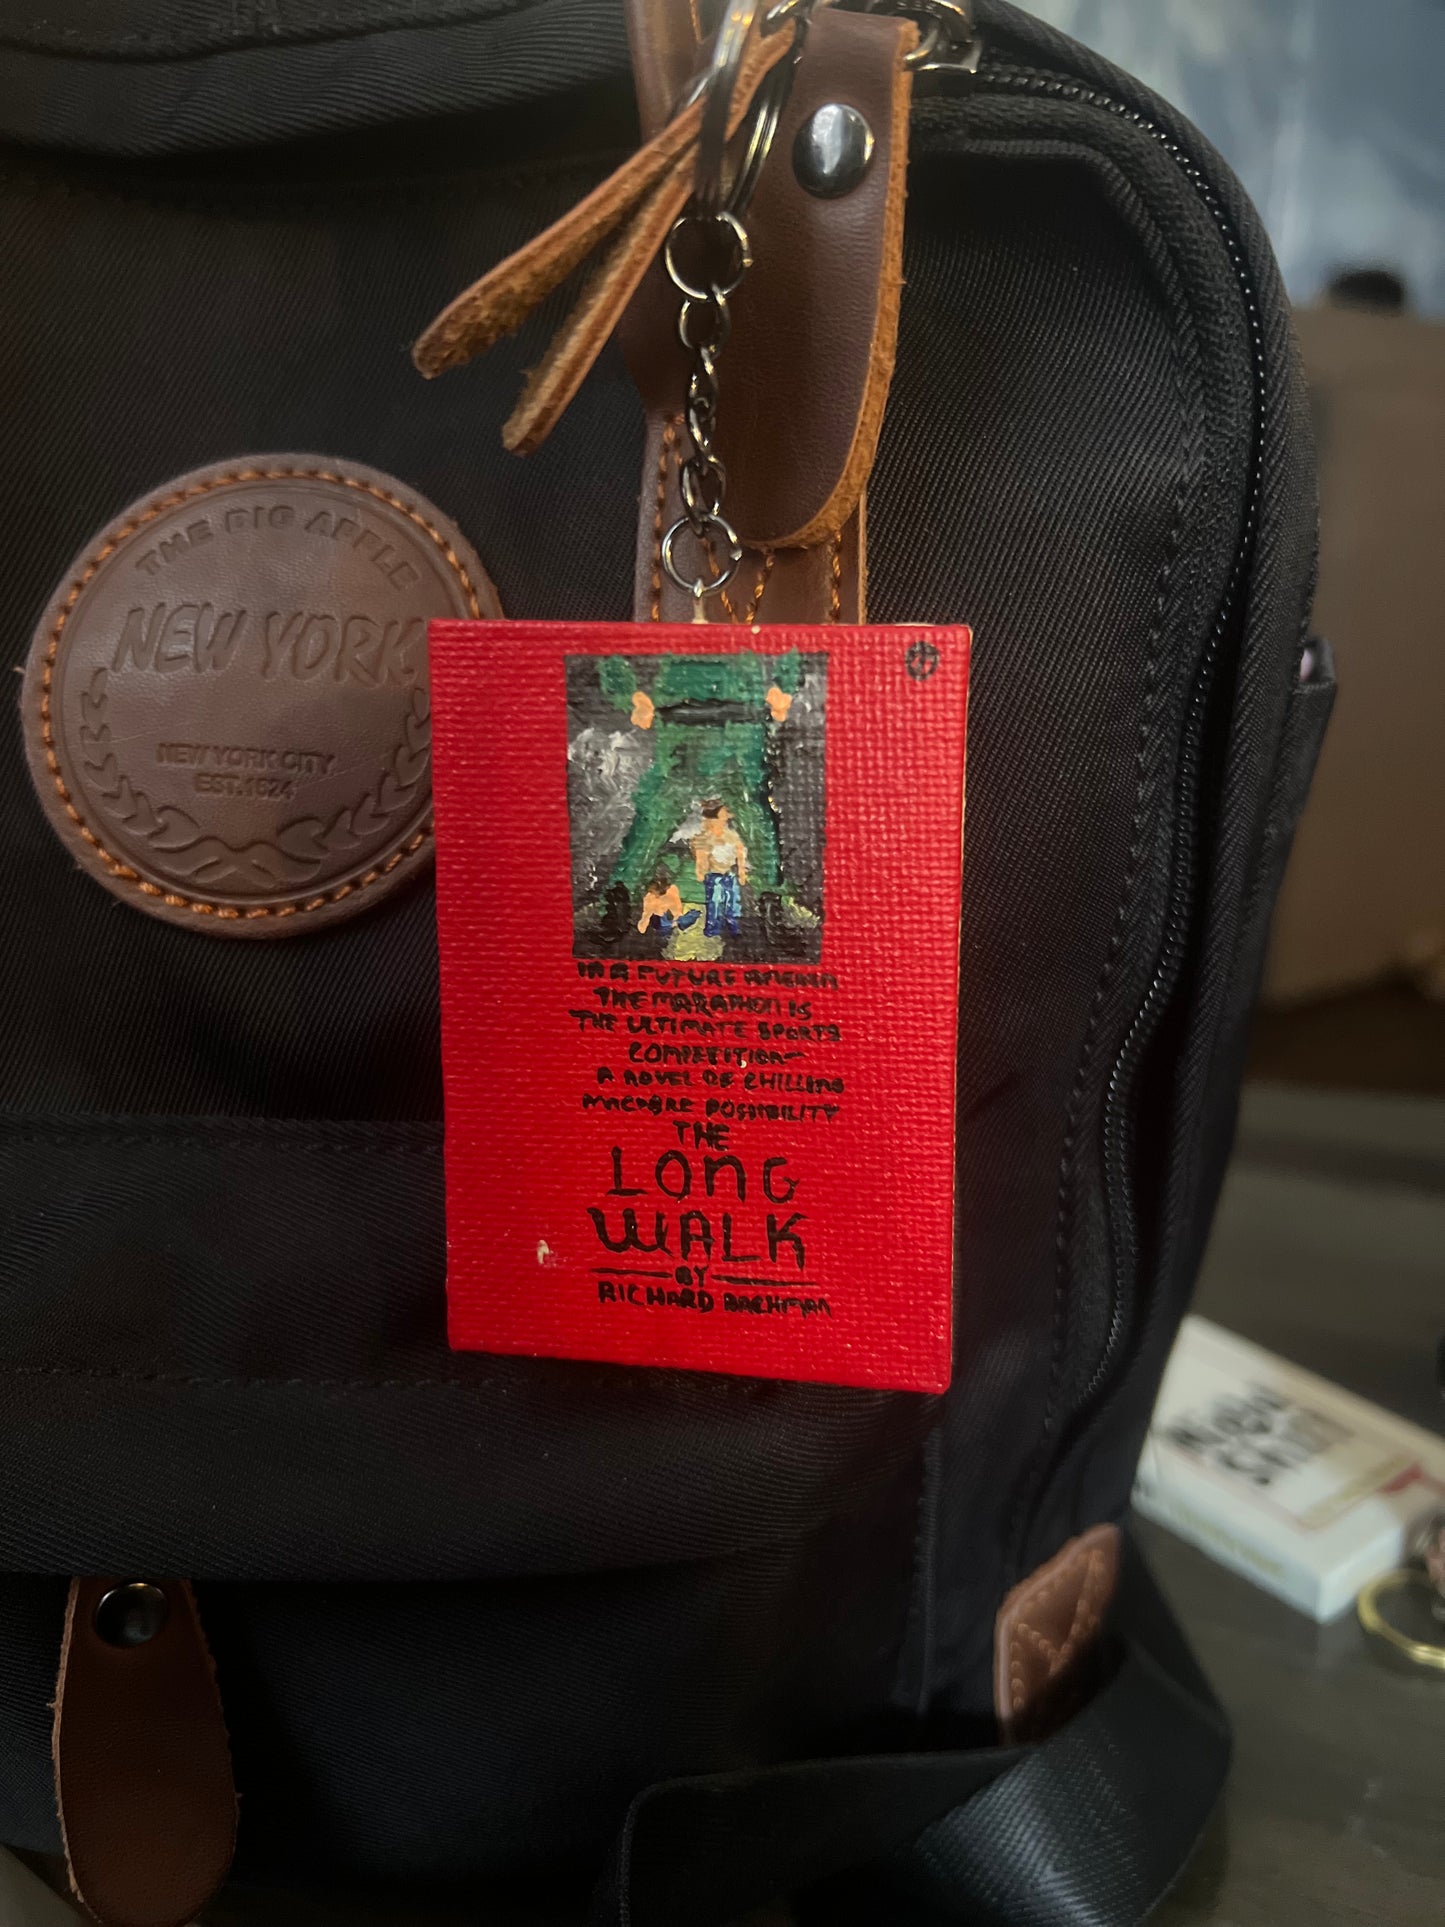 THE BIG APPLE
NEW YORK
NEW YORK CITY
EST.1624
IN A FUTURE AMERICA
THE MARATHON IS
THE ULTIMATE SPORTS
COMPETITION—
A NOVEL OF CHILLING
MACABRE POSSIBILITY
THE
LONG
WALK
BY
RICHARD BACHMAN